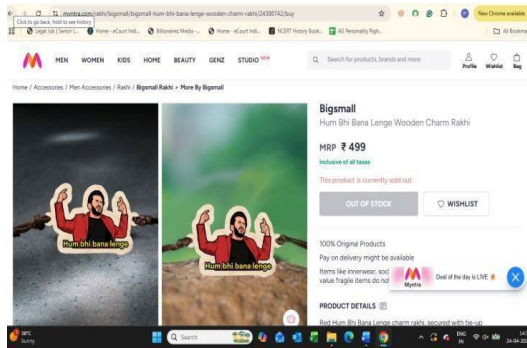 myntra.com/rakhi/bigsmall/bigsmall-hum-bhi-bana-lenge-wooden-charm-rakhi/24388742/buy
New Chrome available
Click to go back, hold to see history
Legal Job | Senior L...
Home - eCourt Indi...
Billionairez Media -...
Home - eCourt Indi...
NCERT History Book...
AG Personality Righ...
All Bookma
MEN WOMEN KIDS HOME BEAUTY GENZ STUDIO NEW
Search for products, brands and more
Profile Wishlist Bag
Home / Accessories / Men Accessories / Rakhi / Bigsmall Rakhi > More By Bigsmall
Bigsmall
Hum Bhi Bana Lenge Wooden Charm Rakhi
MRP ₹ 499
inclusive of all taxes
This product is currently sold out
OUT OF STOCK
WISHLIST
Hum bhi bana lenge
Hum bhi bana lenge
100% Original Products
Pay on delivery might be available
Items like innerwear, soc
value fragile items do no
Myntra
Deal of the day is LIVE
PRODUCT DETAILS
Red Hum Bhi Bana Lenge charm rakhi, secured with tie-up
Sunny
Search
ENG
IN